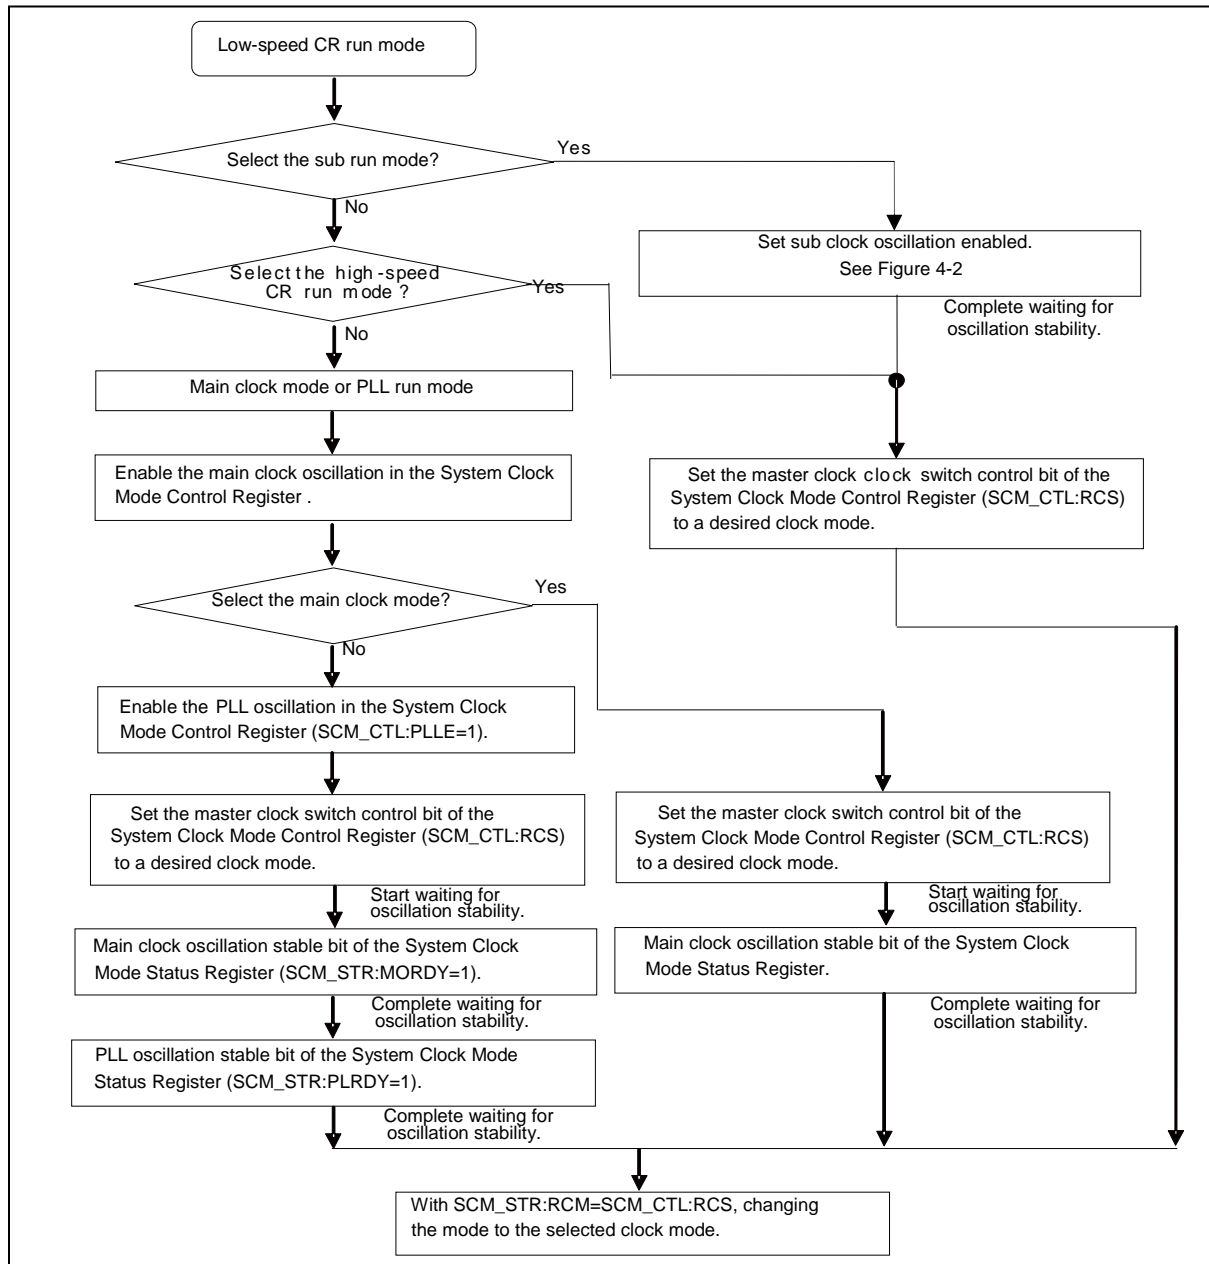 Low-speed CR run mode
Select the sub run mode?
Yes
No
Set sub clock oscillation enabled.
See Figure 4-2
Select the high-speed
CR run mode ?
Yes
Complete waiting for
oscillation stability.
No
Main clock mode or PLL run mode
Enable the main clock oscillation in the System Clock
Mode Control Register .
Set the master clock clock switch control bit of the
System Clock Mode Control Register (SCM_CTL:RCS)
to a desired clock mode.
Select the main clock mode?
Yes
No
Enable the PLL oscillation in the System Clock
Mode Control Register (SCM_CTL:PLLE=1).
Set the master clock switch control bit of the
System Clock Mode Control Register (SCM_CTL:RCS)
to a desired clock mode.
Set the master clock switch control bit of the
System Clock Mode Control Register (SCM_CTL:RCS)
to a desired clock mode.
Start waiting for
oscillation stability.
Start waiting for
oscillation stability.
Main clock oscillation stable bit of the System Clock
Mode Status Register (SCM_STR:MORDY=1).
Main clock oscillation stable bit of the System Clock
Mode Status Register.
Complete waiting for
oscillation stability.
Complete waiting for
oscillation stability.
PLL oscillation stable bit of the System Clock Mode
Status Register (SCM_STR:PLRDY=1).
Complete waiting for
oscillation stability.
With SCM_STR:RCM=SCM_CTL:RCS, changing
the mode to the selected clock mode.